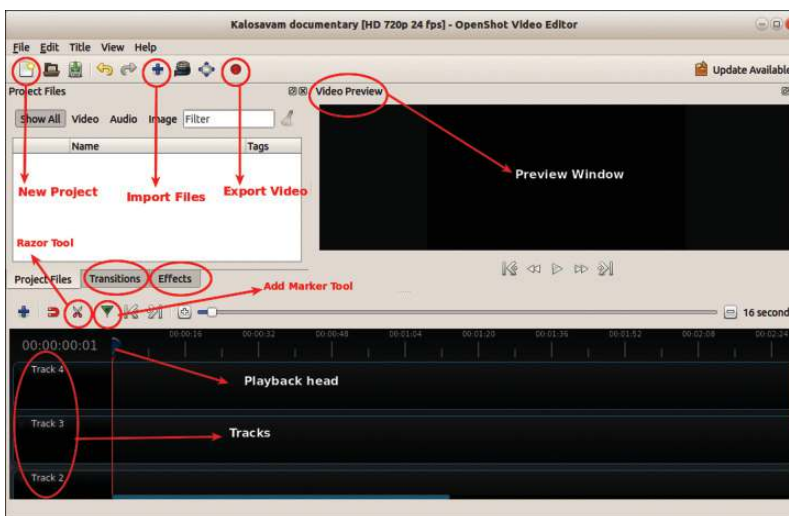 Kalosavam documentary [HD 720p 24 fps] - OpenShot Video Editor
File Edit Title View Help
Update Available
Project Files
Video Preview
Show All Video Audio Image Filter
Name Tags
Preview Window
New Project
Import Files
Export Video
Razor Tool
Project Files Transitions Effects
Add Marker Tool
16 second
00:00:00:01
00:00:16 00:00:32 00:00:48 00:01:04 00:01:20 00:01:36 00:01:52 00:02:08 00:02:24
Track 4
Playback head
Track 3
Tracks
Track 2